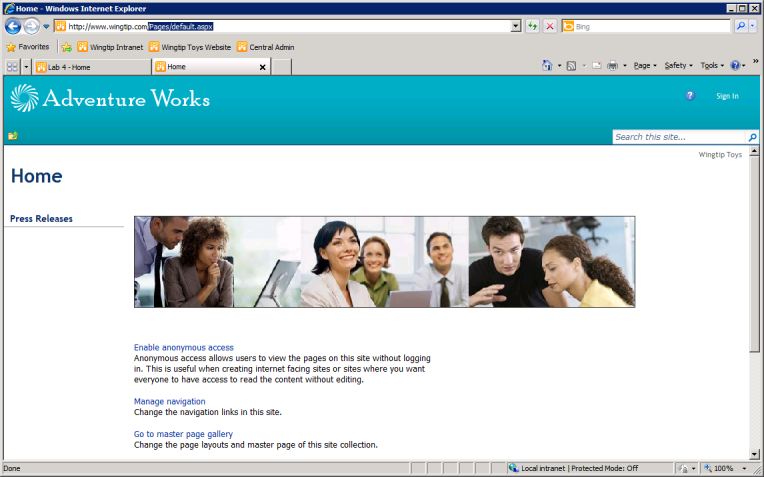 Home - Windows Internet Explorer
http://www.wingtip.com/Pages/default.aspx
Bing
Favorites
Wingtip Intranet
Wingtip Toys Website
Central Admin
Lab 4 - Home
Home
Page
Safety
Tools
Adventure Works
Sign In
Search this site...
Wingtip Toys
Home
Press Releases
Enable anonymous access
Anonymous access allows users to view the pages on this site without logging
in. This is useful when creating internet facing sites or sites where you want
everyone to have access to read the content without editing.
Manage navigation
Change the navigation links in this site.
Go to master page gallery
Change the page layouts and master page of this site collection.
Done
Local intranet | Protected Mode: Off
100%